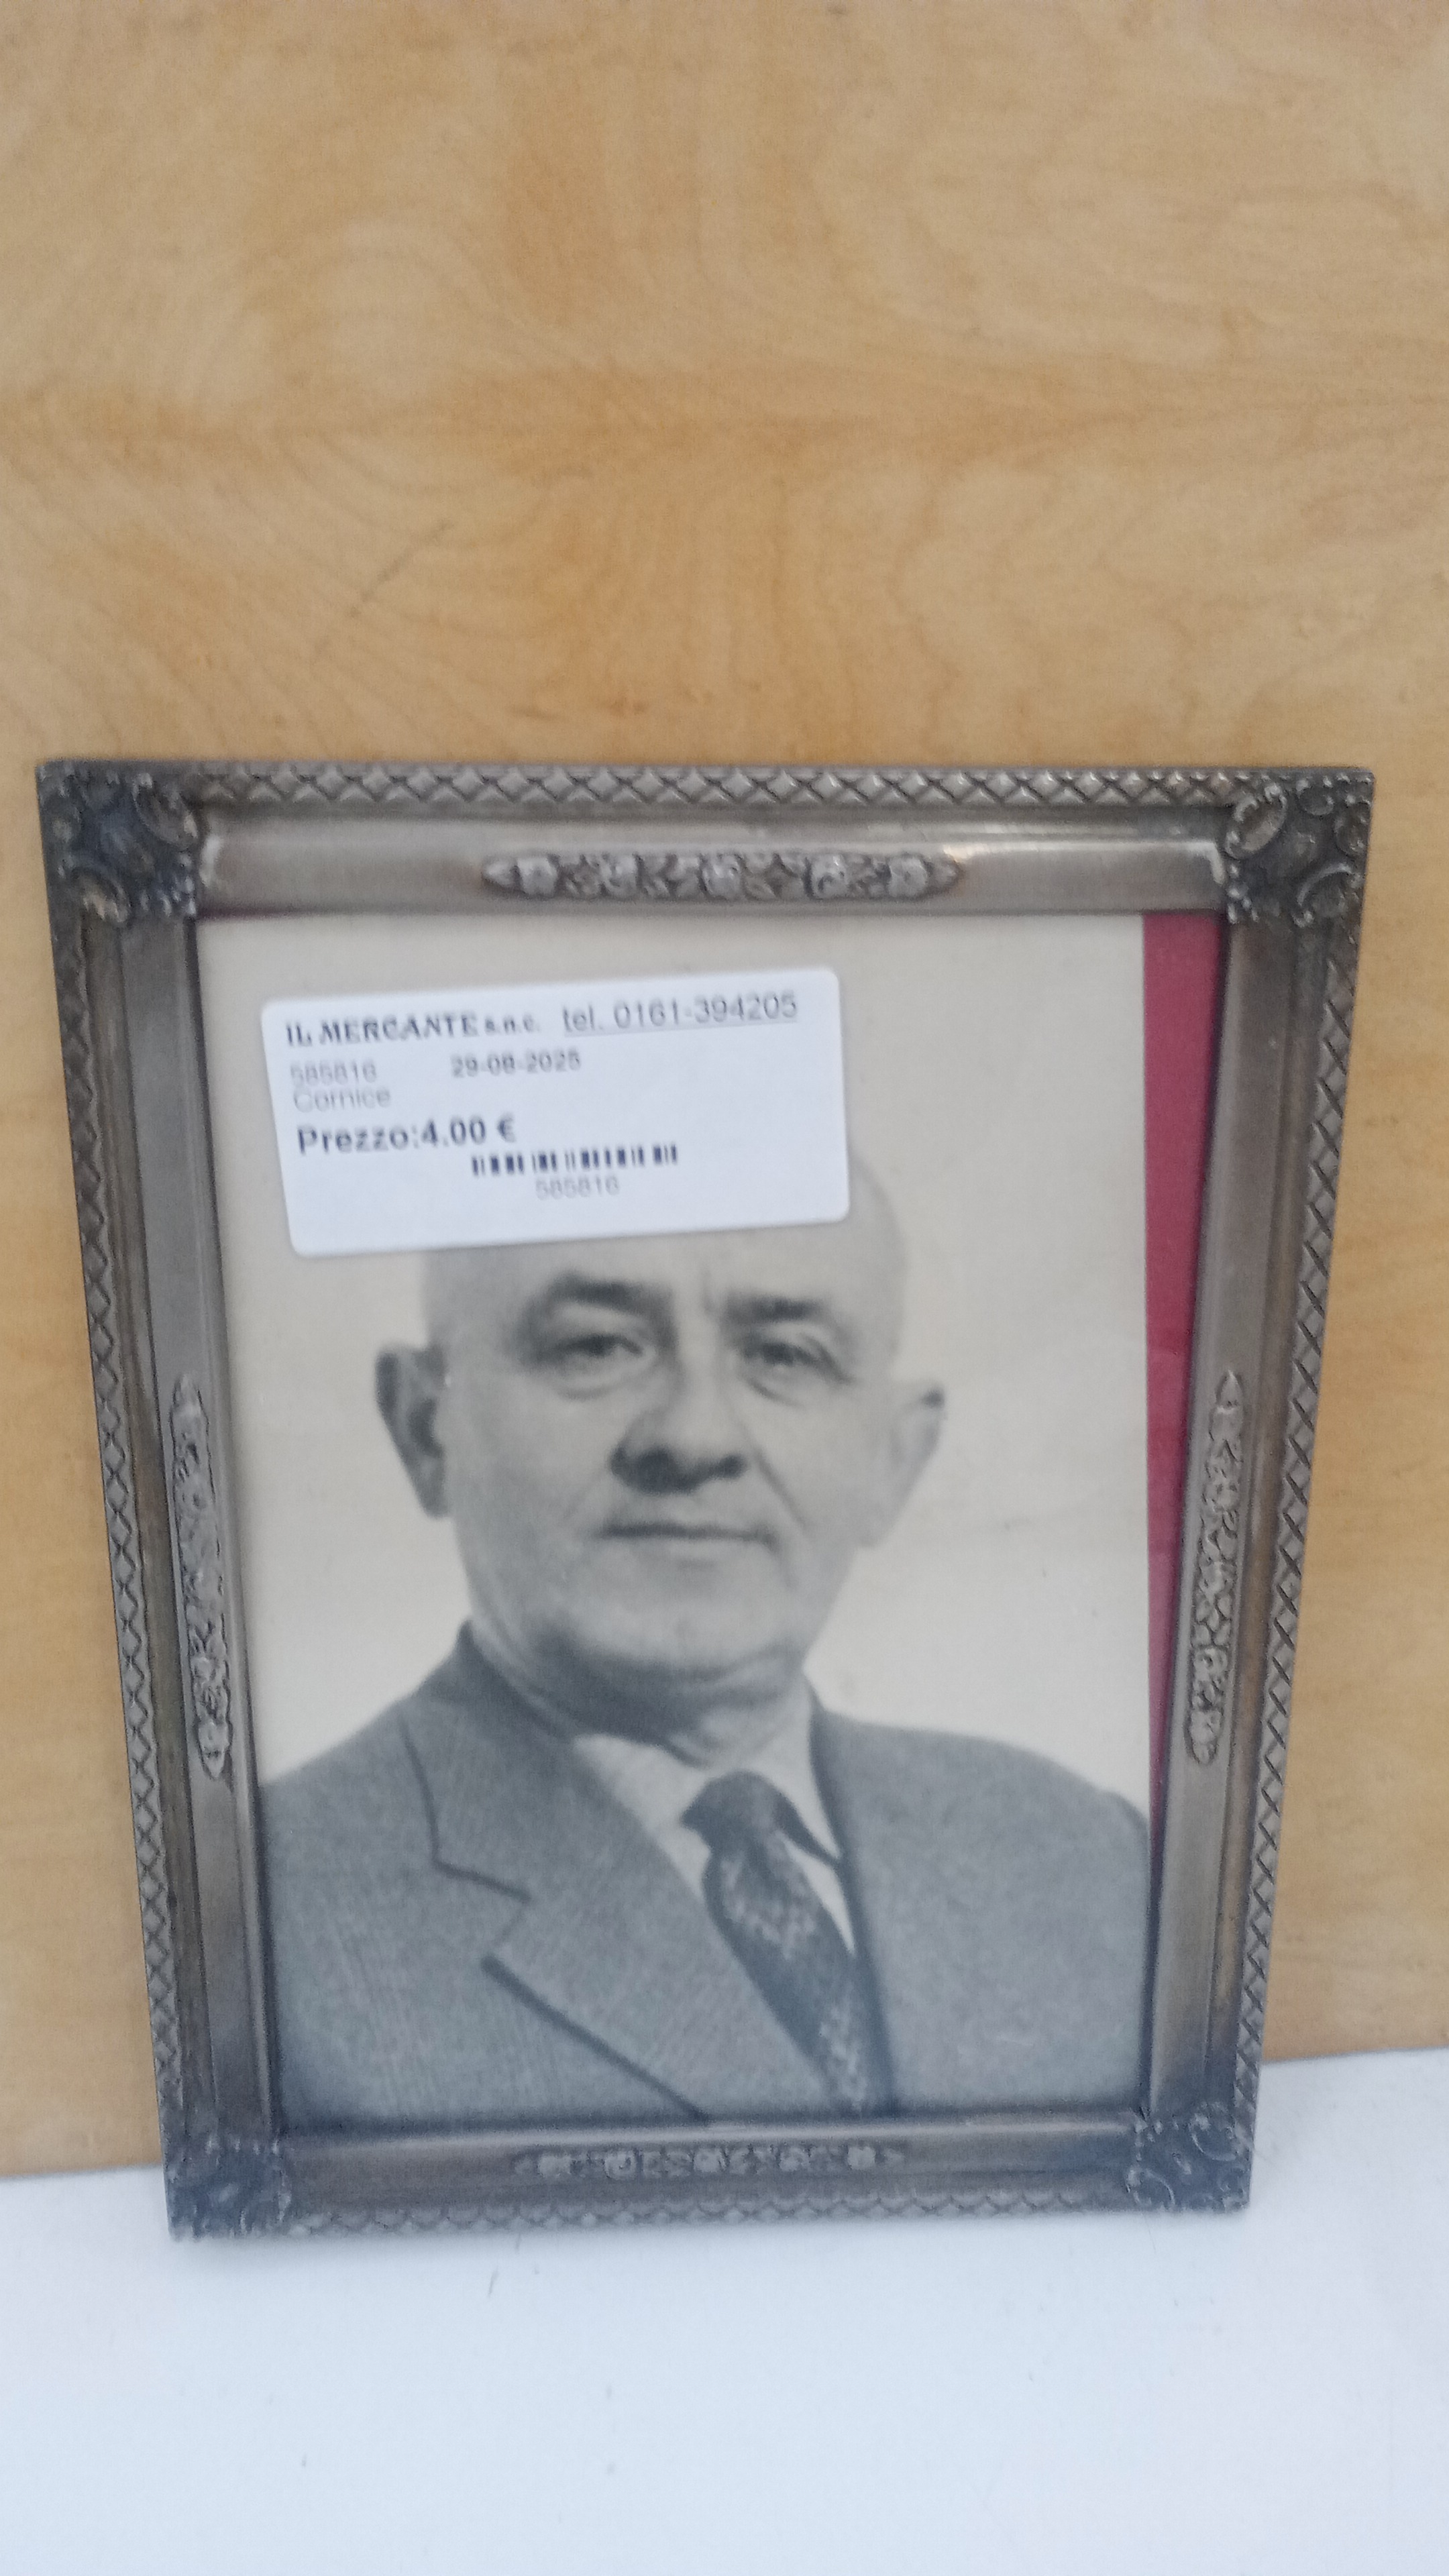 IL MERCANTE s.n.c. tel. 0161-394205
585816 29-08-2025
Cornice
Prezzo:4.00 €
585816